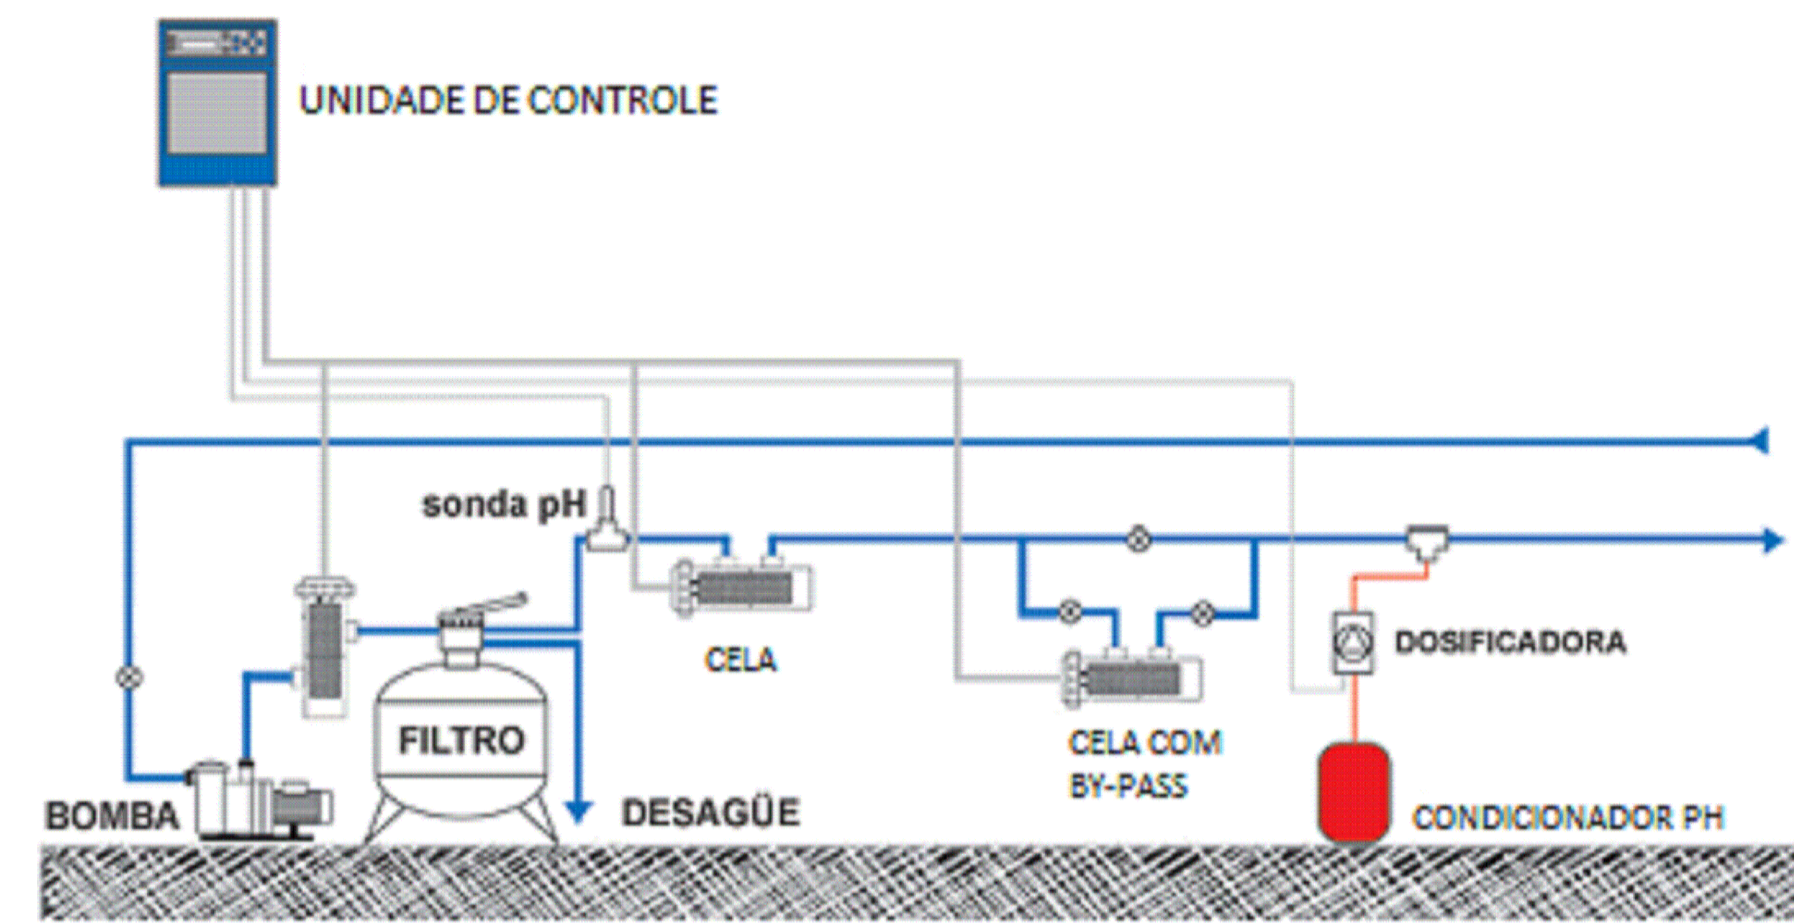 UNIDADE DE CONTROLE
sonda pH
CELA
DOSIFICADORA
FILTRO
CELA COM
BY-PASS
BOMBA
DESAGÜE
CONDICIONADOR PH